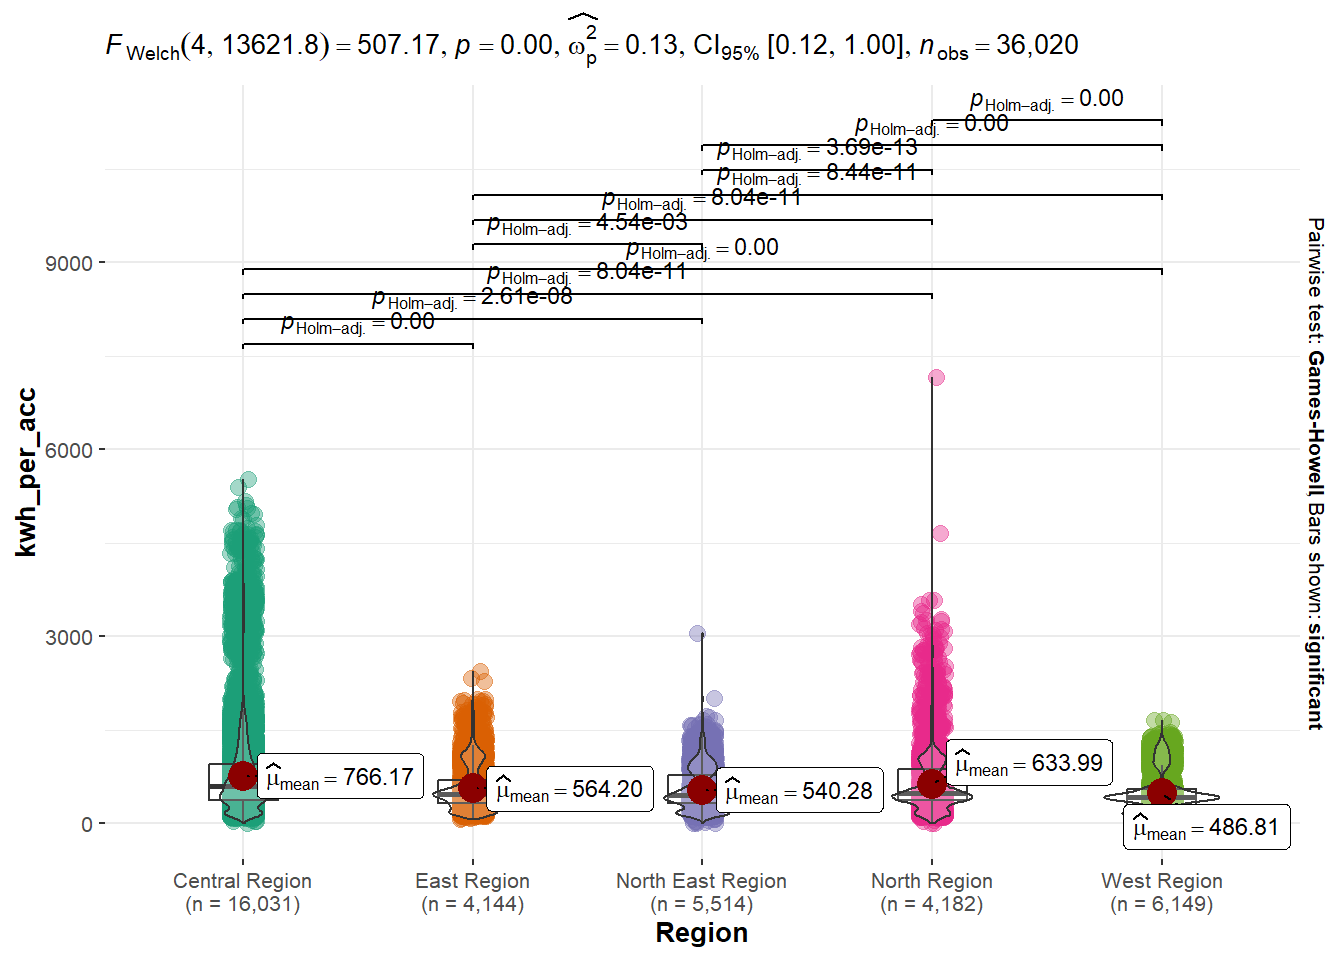 F Welch(4, 13621.8) = 507.17, p = 0.00, ω̂²p = 0.13, CI95% [0.12, 1.00], nobs = 36,020
pHolm−adj. = 0.00
pHolm−adj. = 0.00
pHolm−adj. = 3.69e-13
pHolm−adj. = 8.44e-11
pHolm−adj. = 8.04e-11
pHolm−adj. = 4.54e-03
pHolm−adj. = 0.00
pHolm−adj. = 8.04e-11
pHolm−adj. = 2.61e-08
pHolm−adj. = 0.00
9000
6000
3000
0
kwh_per_acc
μ̂mean = 766.17
μ̂mean = 564.20
μ̂mean = 540.28
μ̂mean = 633.99
μ̂mean = 486.81
Pairwise test: Games-Howell, Bars shown: significant
Central Region
(n = 16,031)
East Region
(n = 4,144)
North East Region
(n = 5,514)
North Region
(n = 4,182)
West Region
(n = 6,149)
Region